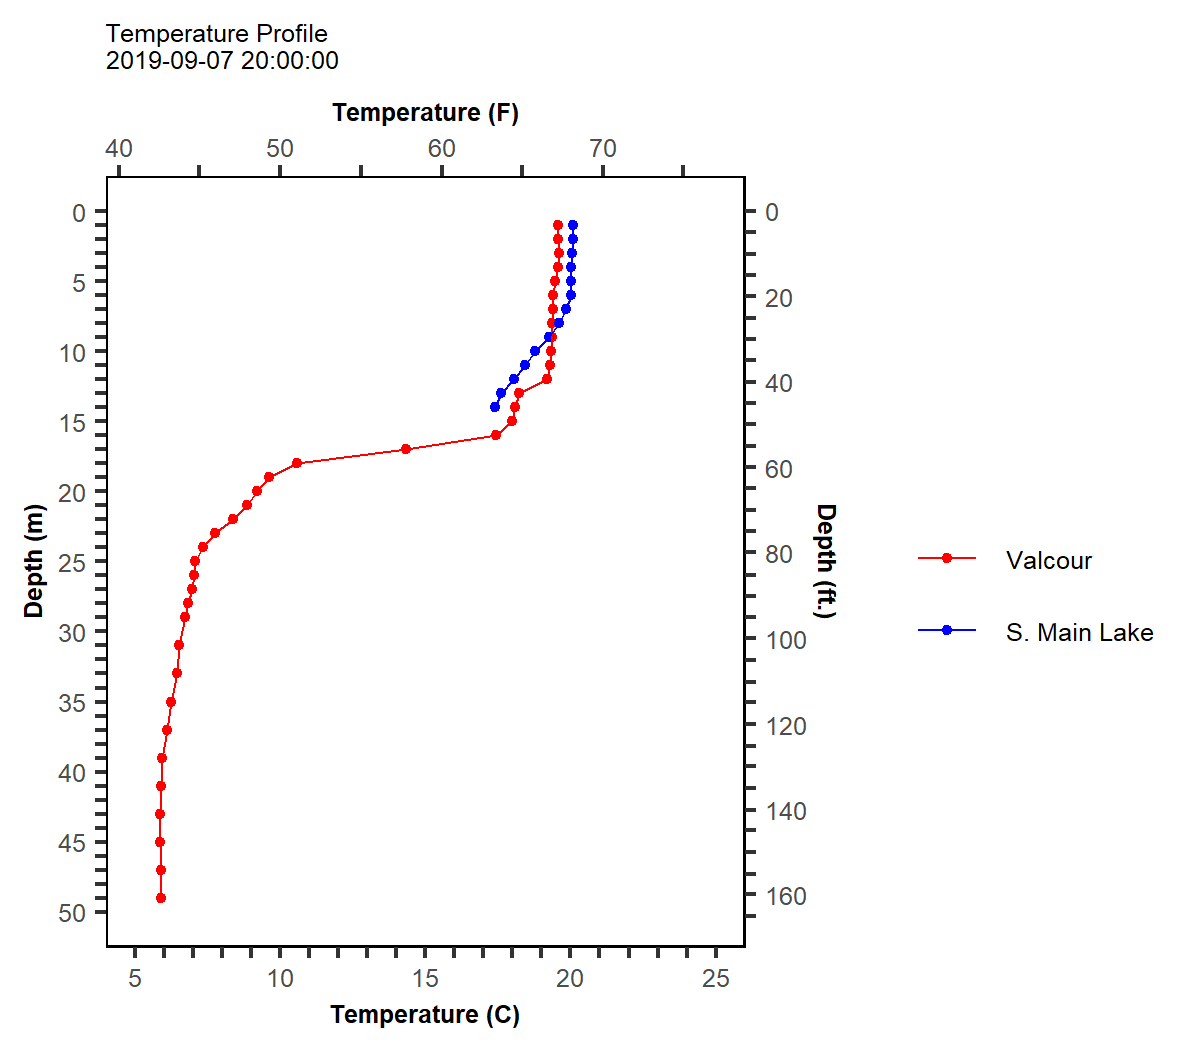 Temperature Profile
2019-09-07 20:00:00
Temperature (F)
40 50 60 70
0
5
10
15
20
25
30
35
40
45
50
Depth (m)
0
20
40
60
80
100
120
140
160
Depth (ft.)
Valcour
S. Main Lake
5 10 15 20 25
Temperature (C)